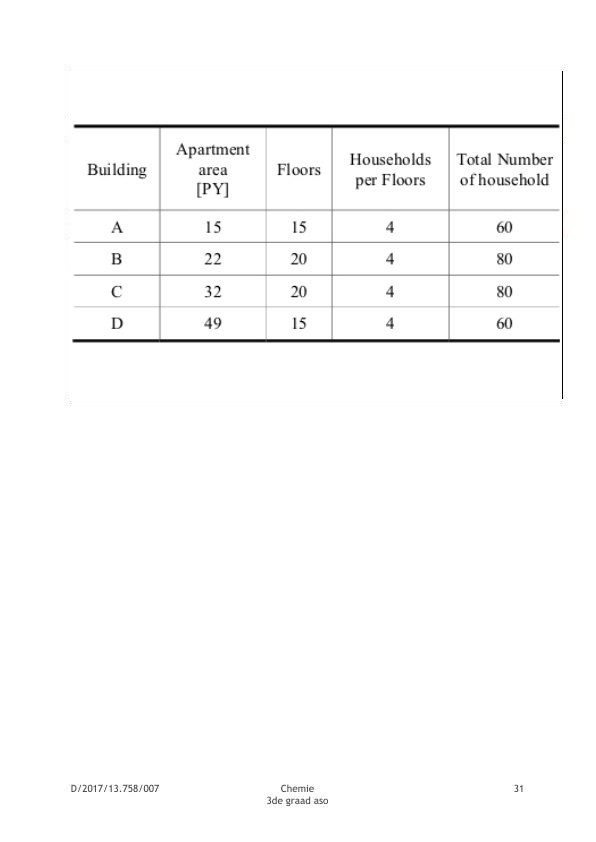 Building Apartment area [PY] Floors Households per Floors Total Number of household
A 15 15 4 60
B 22 20 4 80
C 32 20 4 80
D 49 15 4 60
D/2017/13.758/007 Chemie 31
3de graad aso